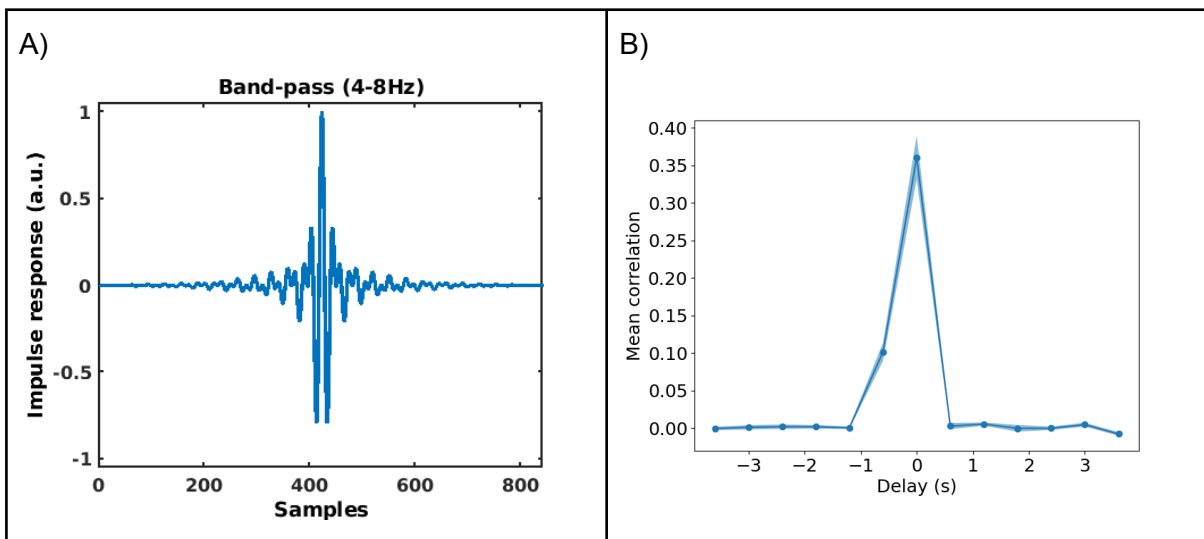 A)
Band-pass (4-8Hz)
Impulse response (a.u.)
1
0.5
0
-0.5
-1
0 200 400 600 800
Samples
B)
Mean correlation
0.40
0.35
0.30
0.25
0.20
0.15
0.10
0.05
0.00
−3 −2 −1 0 1 2 3
Delay (s)